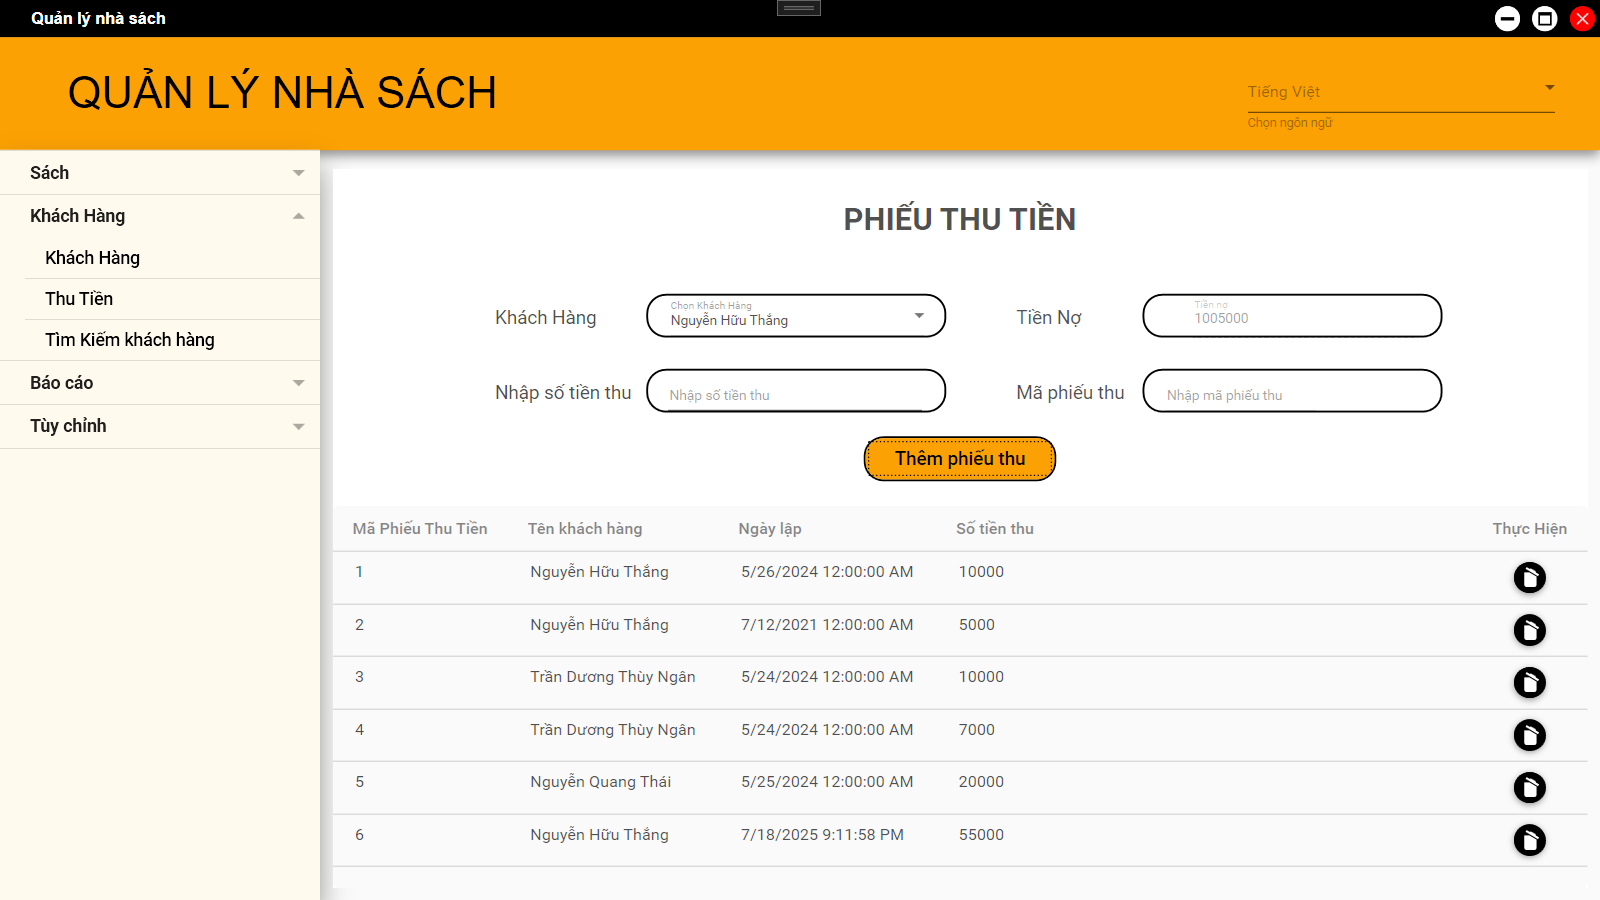 Quản lý nhà sách
QUẢN LÝ NHÀ SÁCH
Tiếng Việt
Chọn ngôn ngữ
Sách
Khách Hàng
Khách Hàng
Thu Tiền
Tìm Kiếm khách hàng
Báo cáo
Tùy chỉnh
PHIẾU THU TIỀN
Khách Hàng
Chọn Khách Hàng
Nguyễn Hữu Thắng
Tiền Nợ
Tiền nợ
1005000
Nhập số tiền thu
Nhập số tiền thu
Mã phiếu thu
Nhập mã phiếu thu
Thêm phiếu thu
Mã Phiếu Thu Tiền Tên khách hàng Ngày lập Số tiền thu Thực Hiện
1 Nguyễn Hữu Thắng 5/26/2024 12:00:00 AM 10000
2 Nguyễn Hữu Thắng 7/12/2021 12:00:00 AM 5000
3 Trần Dương Thùy Ngân 5/24/2024 12:00:00 AM 10000
4 Trần Dương Thùy Ngân 5/24/2024 12:00:00 AM 7000
5 Nguyễn Quang Thái 5/25/2024 12:00:00 AM 20000
6 Nguyễn Hữu Thắng 7/18/2025 9:11:58 PM 55000